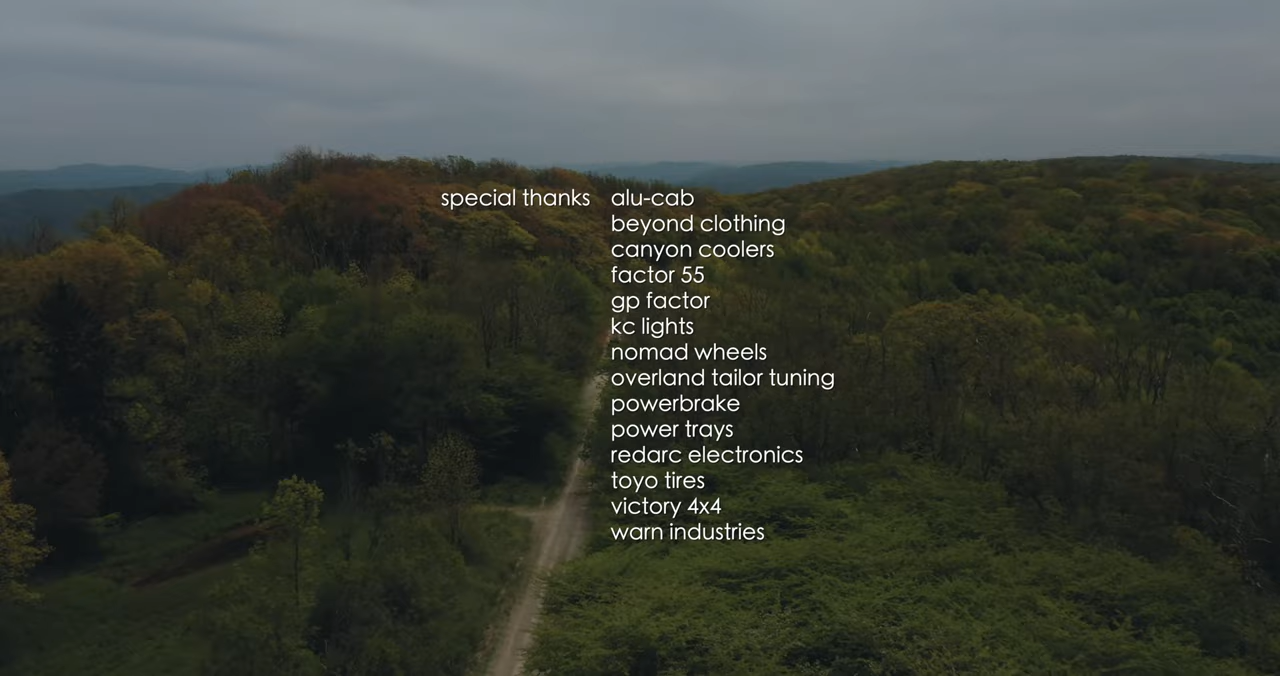 special thanks alu-cab
beyond clothing
canyon coolers
factor 55
gp factor
kc lights
nomad wheels
overland tailor tuning
powerbrake
power trays
redarc electronics
toyo tires
victory 4x4
warn industries